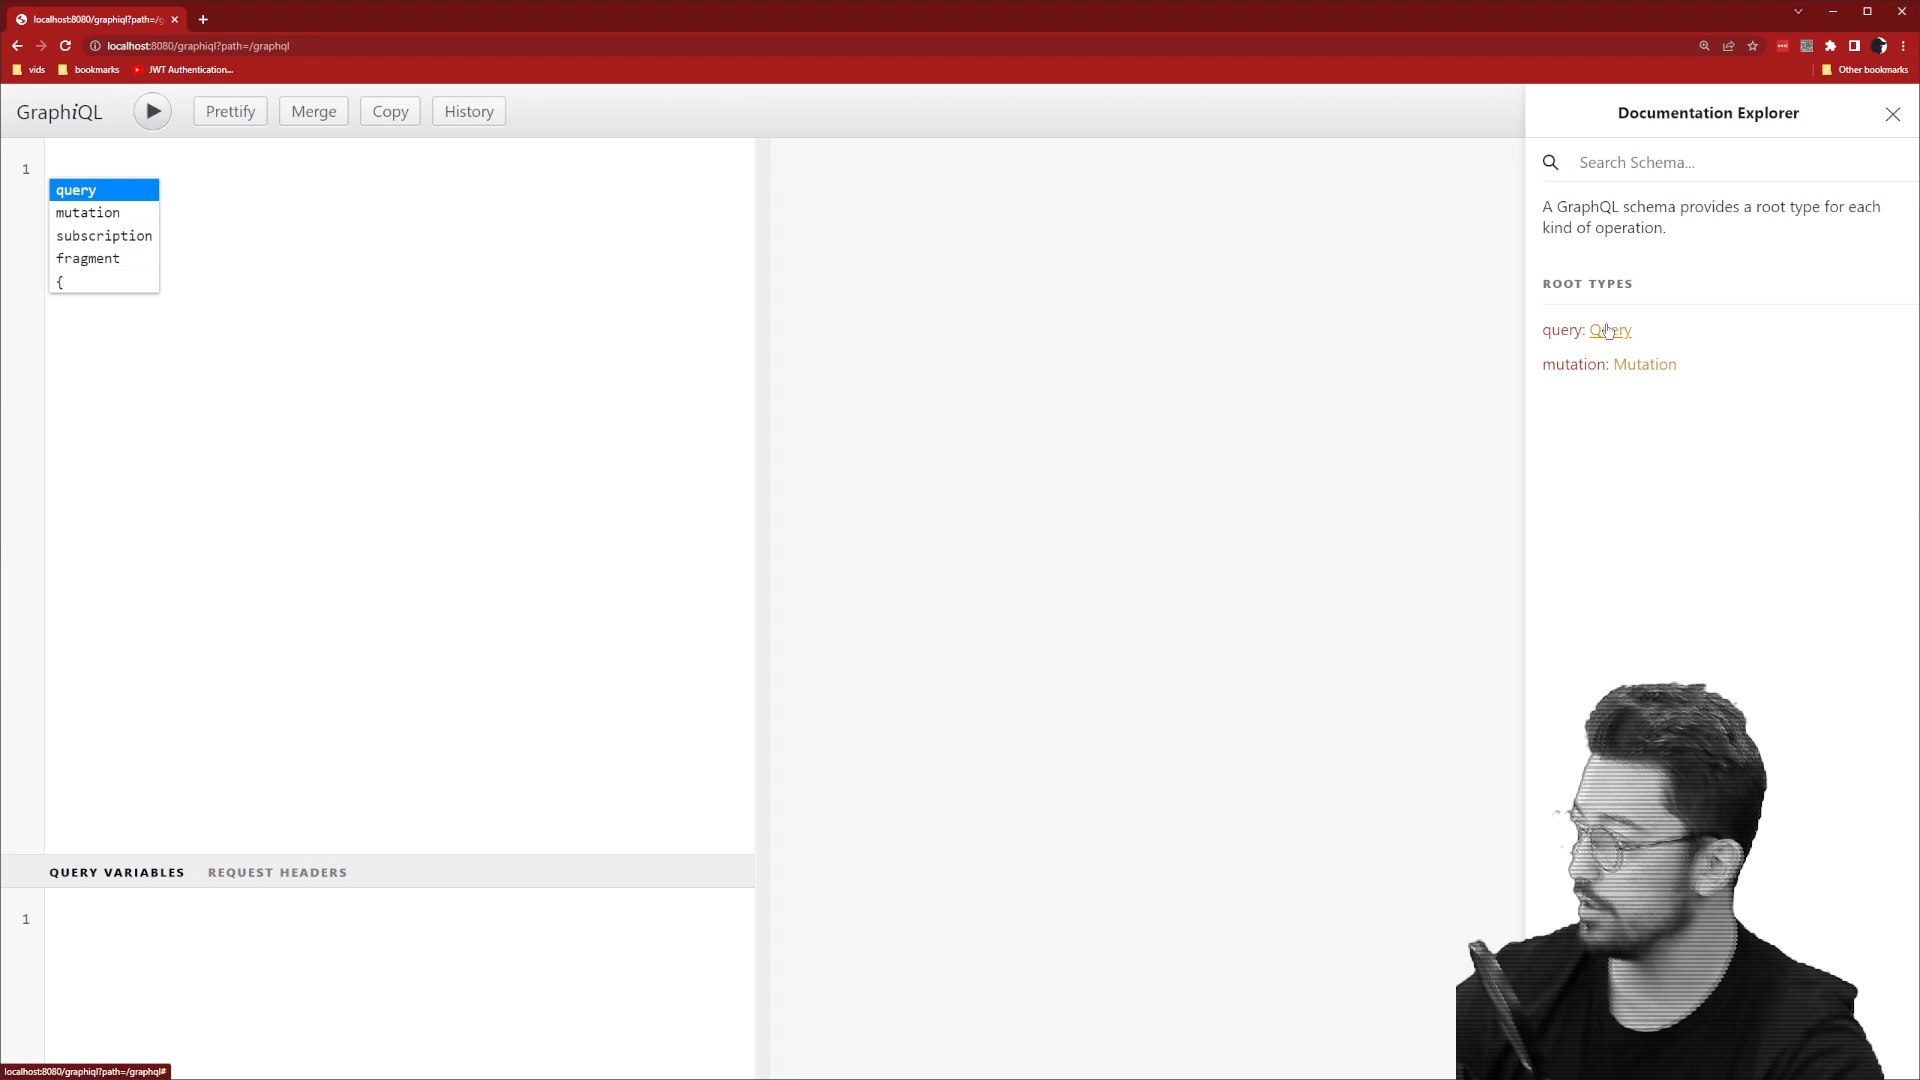 localhost:8080/graphiql?path=/g
localhost:8080/graphiql?path=/graphql
vids
bookmarks
JWT Authentication...
Other bookmarks
GraphiQL
Prettify
Merge
Copy
History
Documentation Explorer
1
query
mutation
subscription
fragment
{
Search Schema...
A GraphQL schema provides a root type for each
kind of operation.
ROOT TYPES
query: Query
mutation: Mutation
QUERY VARIABLES
REQUEST HEADERS
1
localhost:8080/graphiql?path=/graphql#